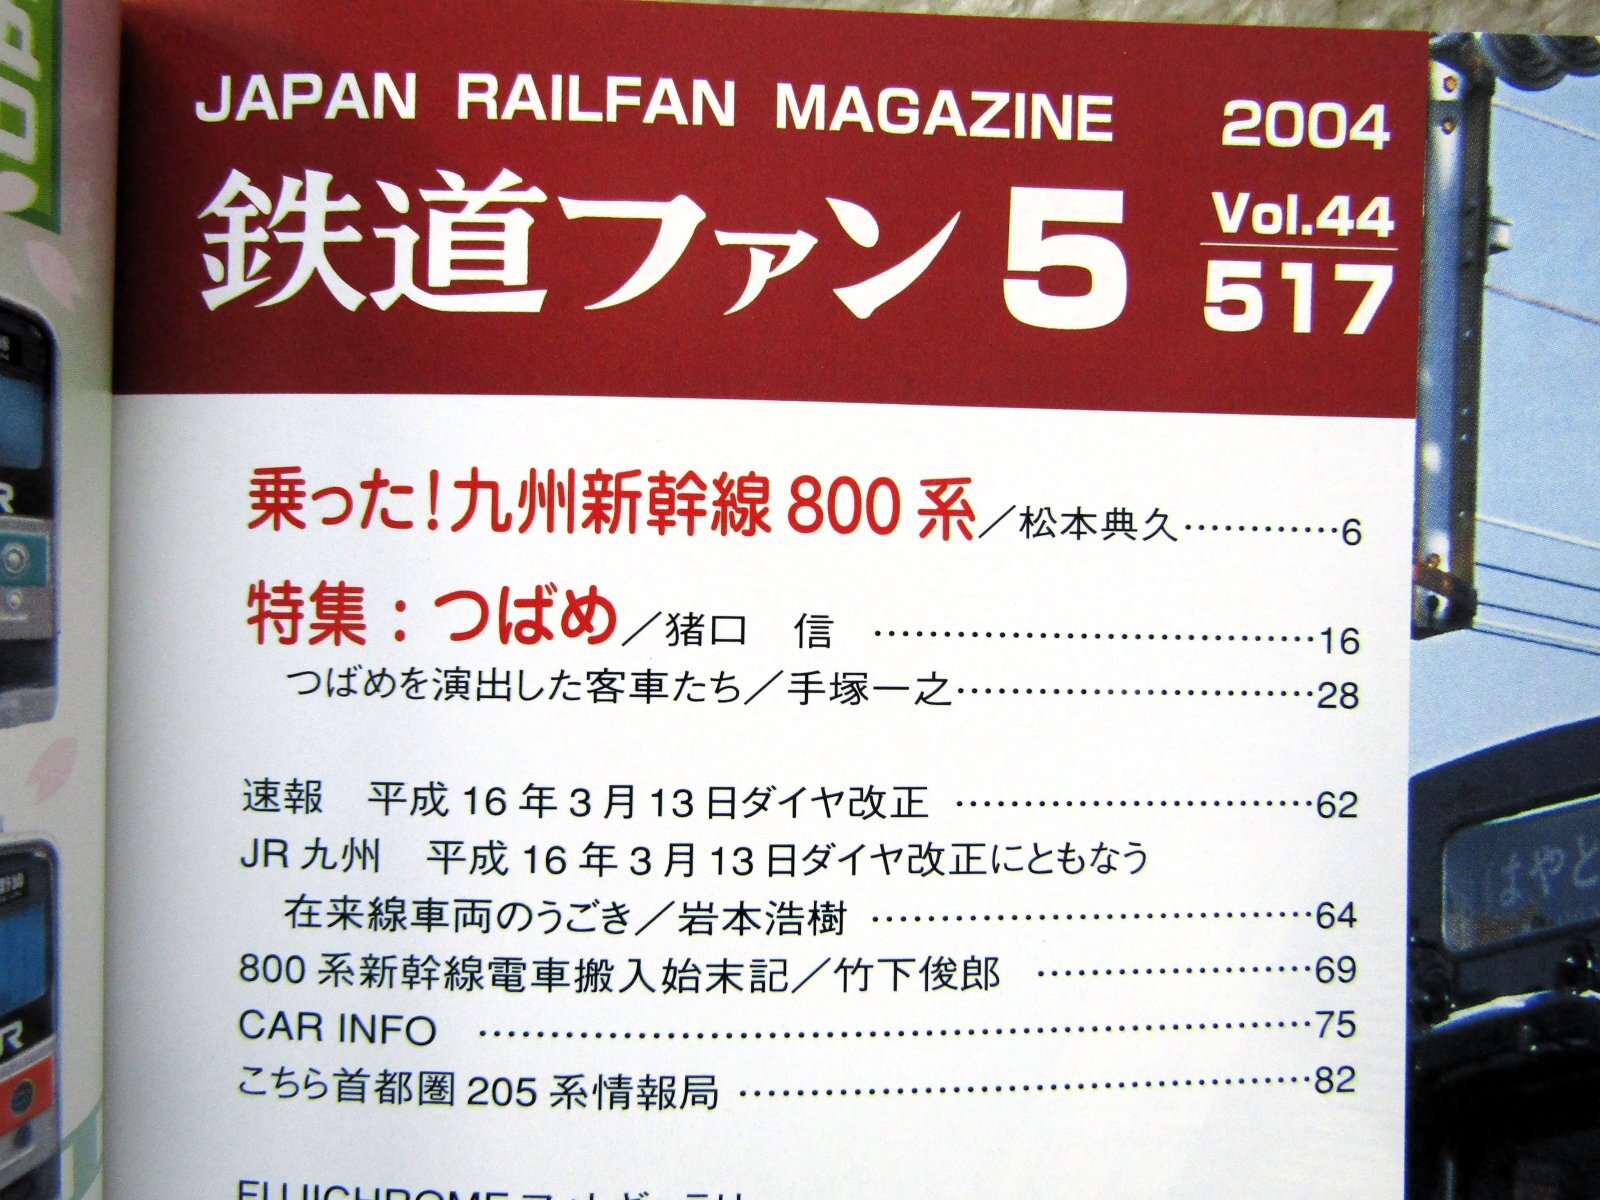 JAPAN RAILFAN MAGAZINE 2004
鉄道ファン 5 Vol.44
517
乗った!九州新幹線800系／松本典久…………6
特集：つばめ／猪口 信 ……………………………16
つばめを演出した客車たち／手塚一之………………………28
速報 平成16年3月13日ダイヤ改正 ………………………62
JR九州 平成16年3月13日ダイヤ改正にともなう
在来線車両のうごき／岩本浩樹 ……………………………64
800系新幹線電車搬入始末記／竹下俊郎 …………………69
CAR INFO ………………………………………………………75
こちら首都圏205系情報局 ……………………………………82
はやと